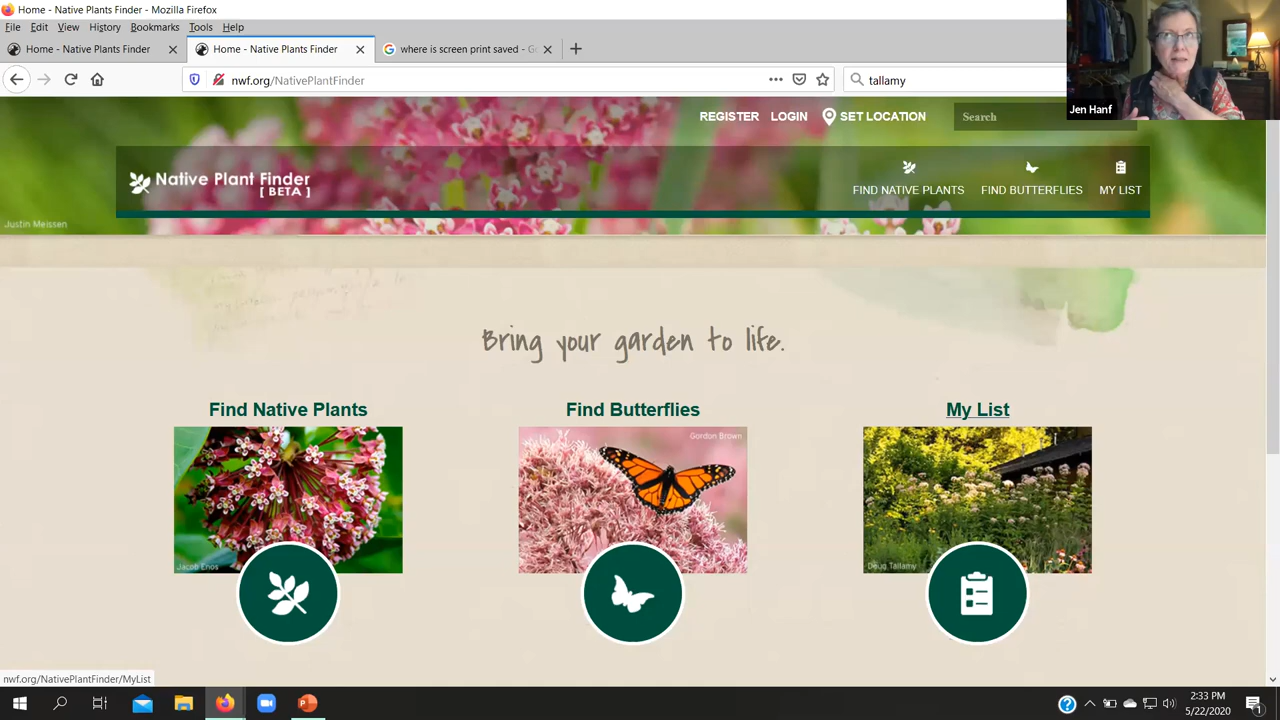 Home - Native Plants Finder - Mozilla Firefox
File Edit View History Bookmarks Tools Help
Home - Native Plants Finder
Home - Native Plants Finder
where is screen print saved - Go
nwf.org/NativePlantFinder
tallamy
Jen Hanf
REGISTER LOGIN SET LOCATION
Search
Native Plant Finder
[ BETA ]
FIND NATIVE PLANTS FIND BUTTERFLIES MY LIST
Justin Meissen
Bring your garden to life.
Find Native Plants
Find Butterflies
My List
Gordon Brown
Jacob Enos
Doug Tallamy
nwf.org/NativePlantFinder/MyList
2:33 PM
5/22/2020
1